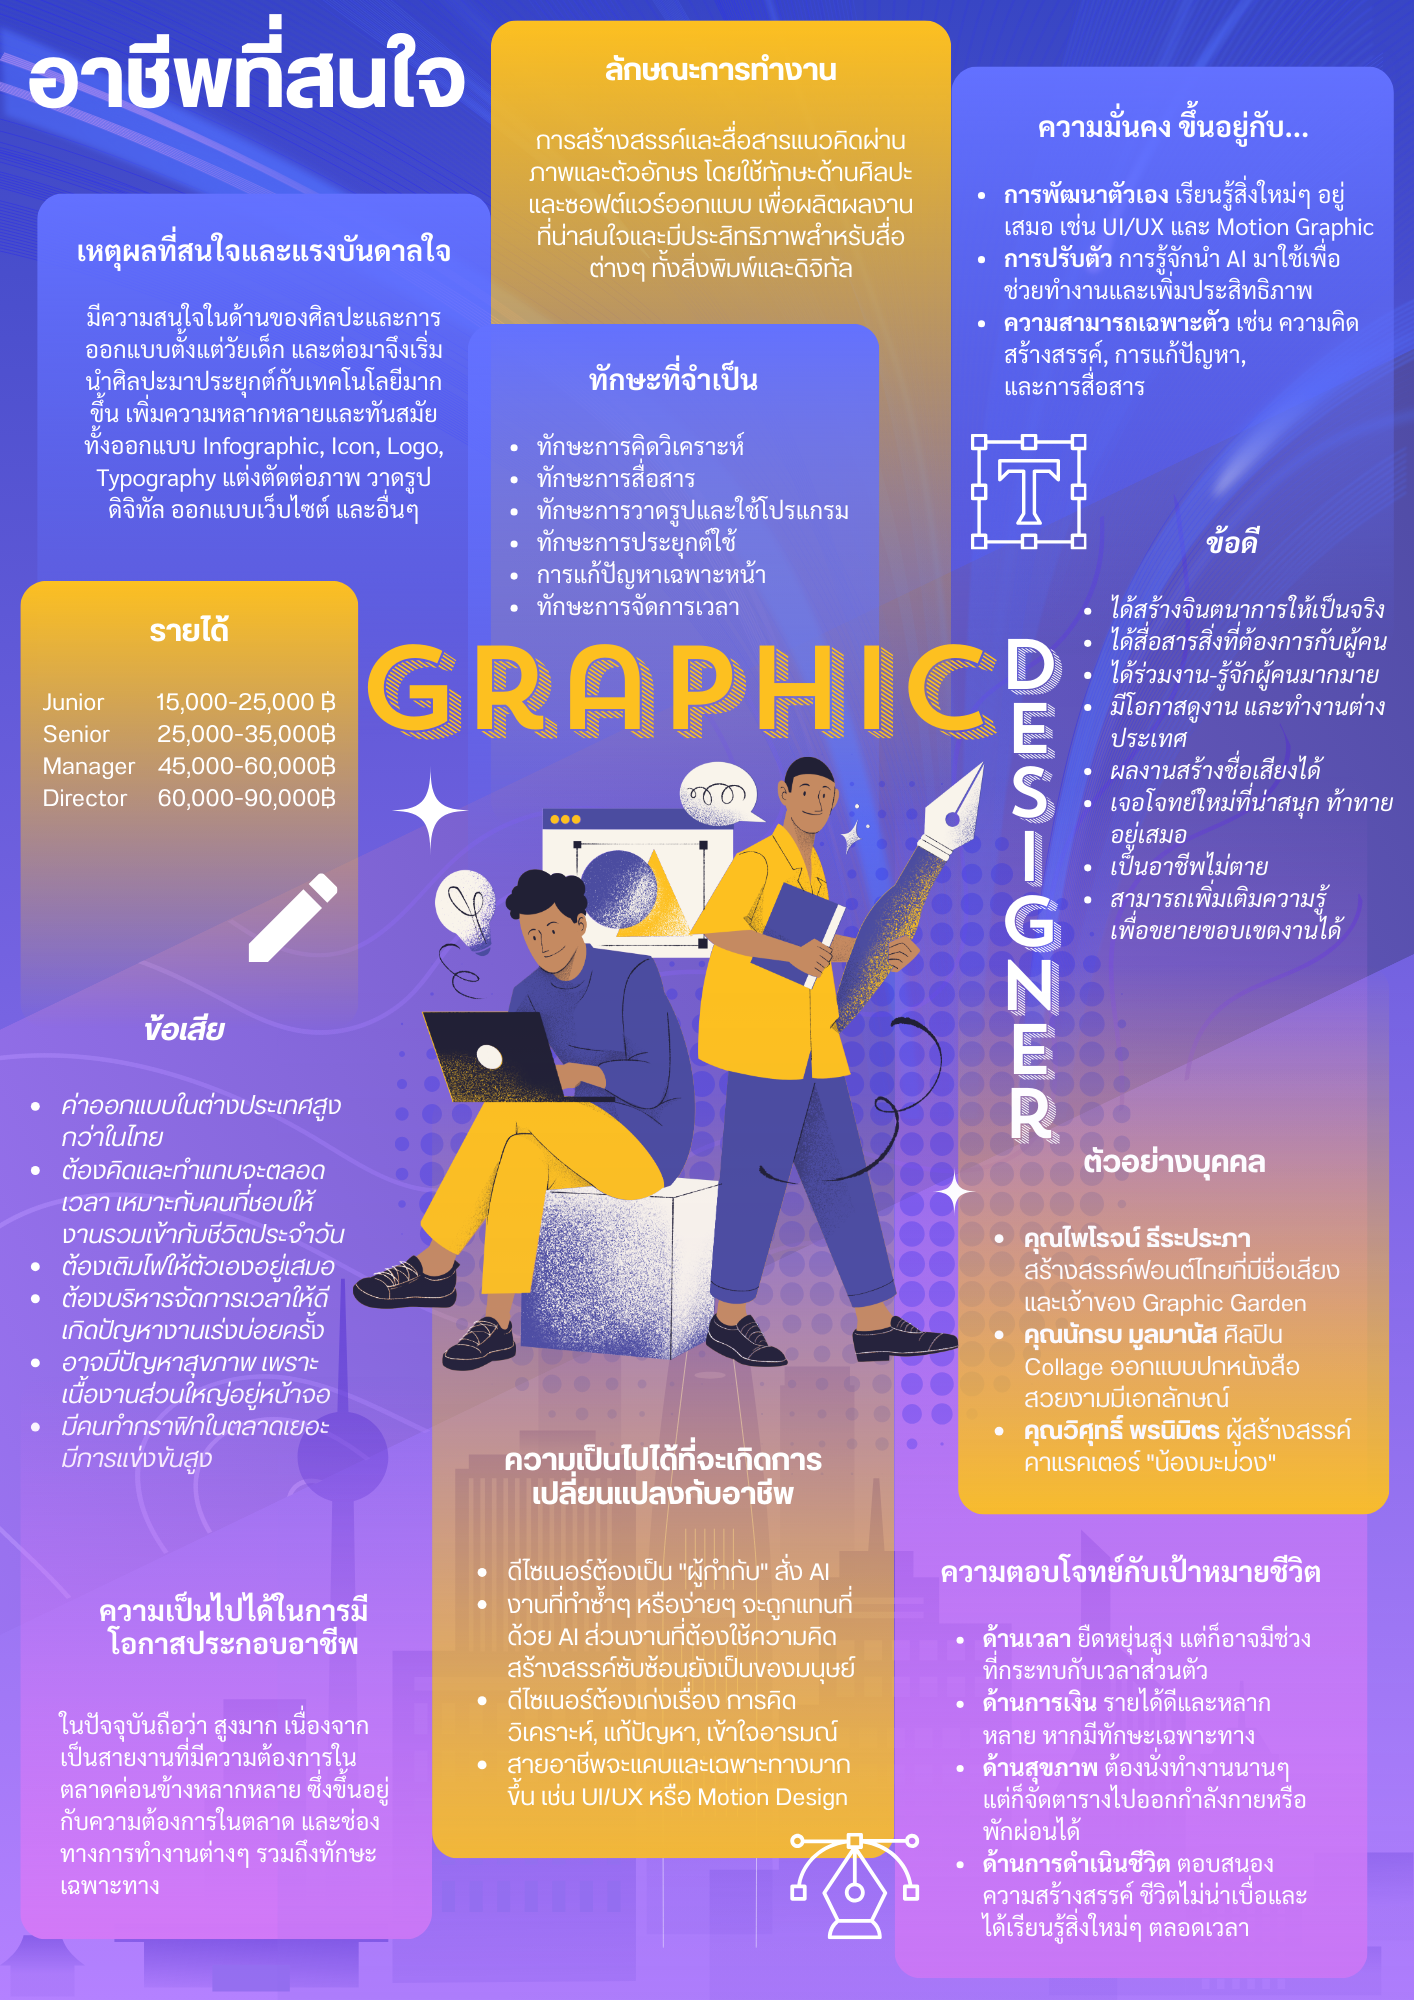 อาชีพที่สนใจ
เหตุผลที่สนใจและแรงบันดาลใจ
มีความสนใจในด้านของศิลปะและการ
ออกแบบตั้งแต่วัยเด็ก และต่อมาจึงเริ่ม
นำศิลปะมาประยุกต์กับเทคโนโลยีมาก
ขึ้น เพิ่มความหลากหลายและทันสมัย
ทั้งออกแบบ Infographic, Icon, Logo,
Typography แต่งตัดต่อภาพ วาดรูป
ดิจิทัล ออกแบบเว็บไซต์ และอื่นๆ
ลักษณะการทำงาน
การสร้างสรรค์และสื่อสารแนวคิดผ่าน
ภาพและตัวอักษร โดยใช้ทักษะด้านศิลปะ
และซอฟต์แวร์ออกแบบ เพื่อผลิตผลงาน
ที่น่าสนใจและมีประสิทธิภาพสำหรับสื่อ
ต่างๆ ทั้งสิ่งพิมพ์และดิจิทัล
ความมั่นคง ขึ้นอยู่กับ...
• การพัฒนาตัวเอง เรียนรู้สิ่งใหม่ๆ อยู่
เสมอ เช่น UI/UX และ Motion Graphic
• การปรับตัว การรู้จักนำ AI มาใช้เพื่อ
ช่วยทำงานและเพิ่มประสิทธิภาพ
• ความสามารถเฉพาะตัว เช่น ความคิด
สร้างสรรค์, การแก้ปัญหา,
และการสื่อสาร
ทักษะที่จำเป็น
• ทักษะการคิดวิเคราะห์
• ทักษะการสื่อสาร
• ทักษะการวาดรูปและใช้โปรแกรม
• ทักษะการประยุกต์ใช้
• การแก้ปัญหาเฉพาะหน้า
• ทักษะการจัดการเวลา
T
ข้อดี
• ได้สร้างจินตนาการให้เป็นจริง
• ได้สื่อสารสิ่งที่ต้องการกับผู้คน
• ได้ร่วมงาน-รู้จักผู้คนมากมาย
• มีโอกาสดูงาน และทำงานต่าง
ประเทศ
• ผลงานสร้างชื่อเสียงได้
• เจอโจทย์ใหม่ที่น่าสนุก ท้าทาย
อยู่เสมอ
• เป็นอาชีพไม่ตาย
• สามารถเพิ่มเติมความรู้
เพื่อขยายขอบเขตงานได้
รายได้
Junior 15,000-25,000 ฿
Senior 25,000-35,000฿
Manager 45,000-60,000฿
Director 60,000-90,000฿
GRAPHIC
DESIGNER
ข้อเสีย
• ค่าออกแบบในต่างประเทศสูง
กว่าในไทย
• ต้องคิดและทำแทบจะตลอด
เวลา เหมาะกับคนที่ชอบให้
งานรวมเข้ากับชีวิตประจำวัน
• ต้องเติมไฟให้ตัวเองอยู่เสมอ
• ต้องบริหารจัดการเวลาให้ดี
เกิดปัญหางานเร่งบ่อยครั้ง
• อาจมีปัญหาสุขภาพ เพราะ
เนื้องานส่วนใหญ่อยู่หน้าจอ
• มีคนทำกราฟิกในตลาดเยอะ
มีการแข่งขันสูง
ตัวอย่างบุคคล
• คุณไพโรจน์ ธีระประภา
สร้างสรรค์ฟอนต์ไทยที่มีชื่อเสียง
และเจ้าของ Graphic Garden
• คุณนักรบ มูลมานัส ศิลปิน
Collage ออกแบบปกหนังสือ
สวยงามมีเอกลักษณ์
• คุณวิศุทธิ์ พรนิมิตร ผู้สร้างสรรค์
คาแรคเตอร์ "น้องมะม่วง"
ความเป็นไปได้ที่จะเกิดการ
เปลี่ยนแปลงกับอาชีพ
• ดีไซเนอร์ต้องเป็น "ผู้กำกับ" สั่ง AI
• งานที่ทำซ้ำๆ หรือง่ายๆ จะถูกแทนที่
ด้วย AI ส่วนงานที่ต้องใช้ความคิด
สร้างสรรค์ซับซ้อนยังเป็นของมนุษย์
• ดีไซเนอร์ต้องเก่งเรื่อง การคิด
วิเคราะห์, แก้ปัญหา, เข้าใจอารมณ์
• สายอาชีพจะแคบและเฉพาะทางมาก
ขึ้น เช่น UI/UX หรือ Motion Design
ความเป็นไปได้ในการมี
โอกาสประกอบอาชีพ
ในปัจจุบันถือว่า สูงมาก เนื่องจาก
เป็นสายงานที่มีความต้องการใน
ตลาดค่อนข้างหลากหลาย ซึ่งขึ้นอยู่
กับความต้องการในตลาด และช่อง
ทางการทำงานต่างๆ รวมถึงทักษะ
เฉพาะทาง
ความตอบโจทย์กับเป้าหมายชีวิต
• ด้านเวลา ยืดหยุ่นสูง แต่ก็อาจมีช่วง
ที่กระทบกับเวลาส่วนตัว
• ด้านการเงิน รายได้ดีและหลาก
หลาย หากมีทักษะเฉพาะทาง
• ด้านสุขภาพ ต้องนั่งทำงานนานๆ
แต่ก็จัดตารางไปออกกำลังกายหรือ
พักผ่อนได้
• ด้านการดำเนินชีวิต ตอบสนอง
ความสร้างสรรค์ ชีวิตไม่น่าเบื่อและ
ได้เรียนรู้สิ่งใหม่ๆ ตลอดเวลา